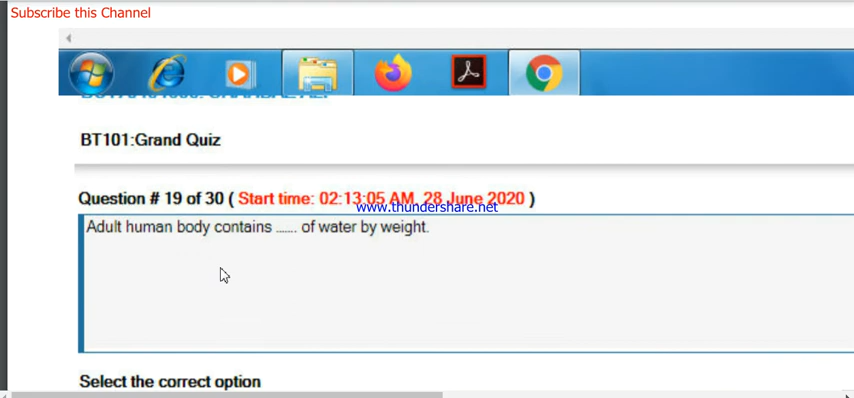 Subscribe this Channel
BT101:Grand Quiz
Question # 19 of 30 ( Start time: 02:13:05 AM, 28 June 2020 )
www.thundershare.net
Adult human body contains ....... of water by weight.
Select the correct option